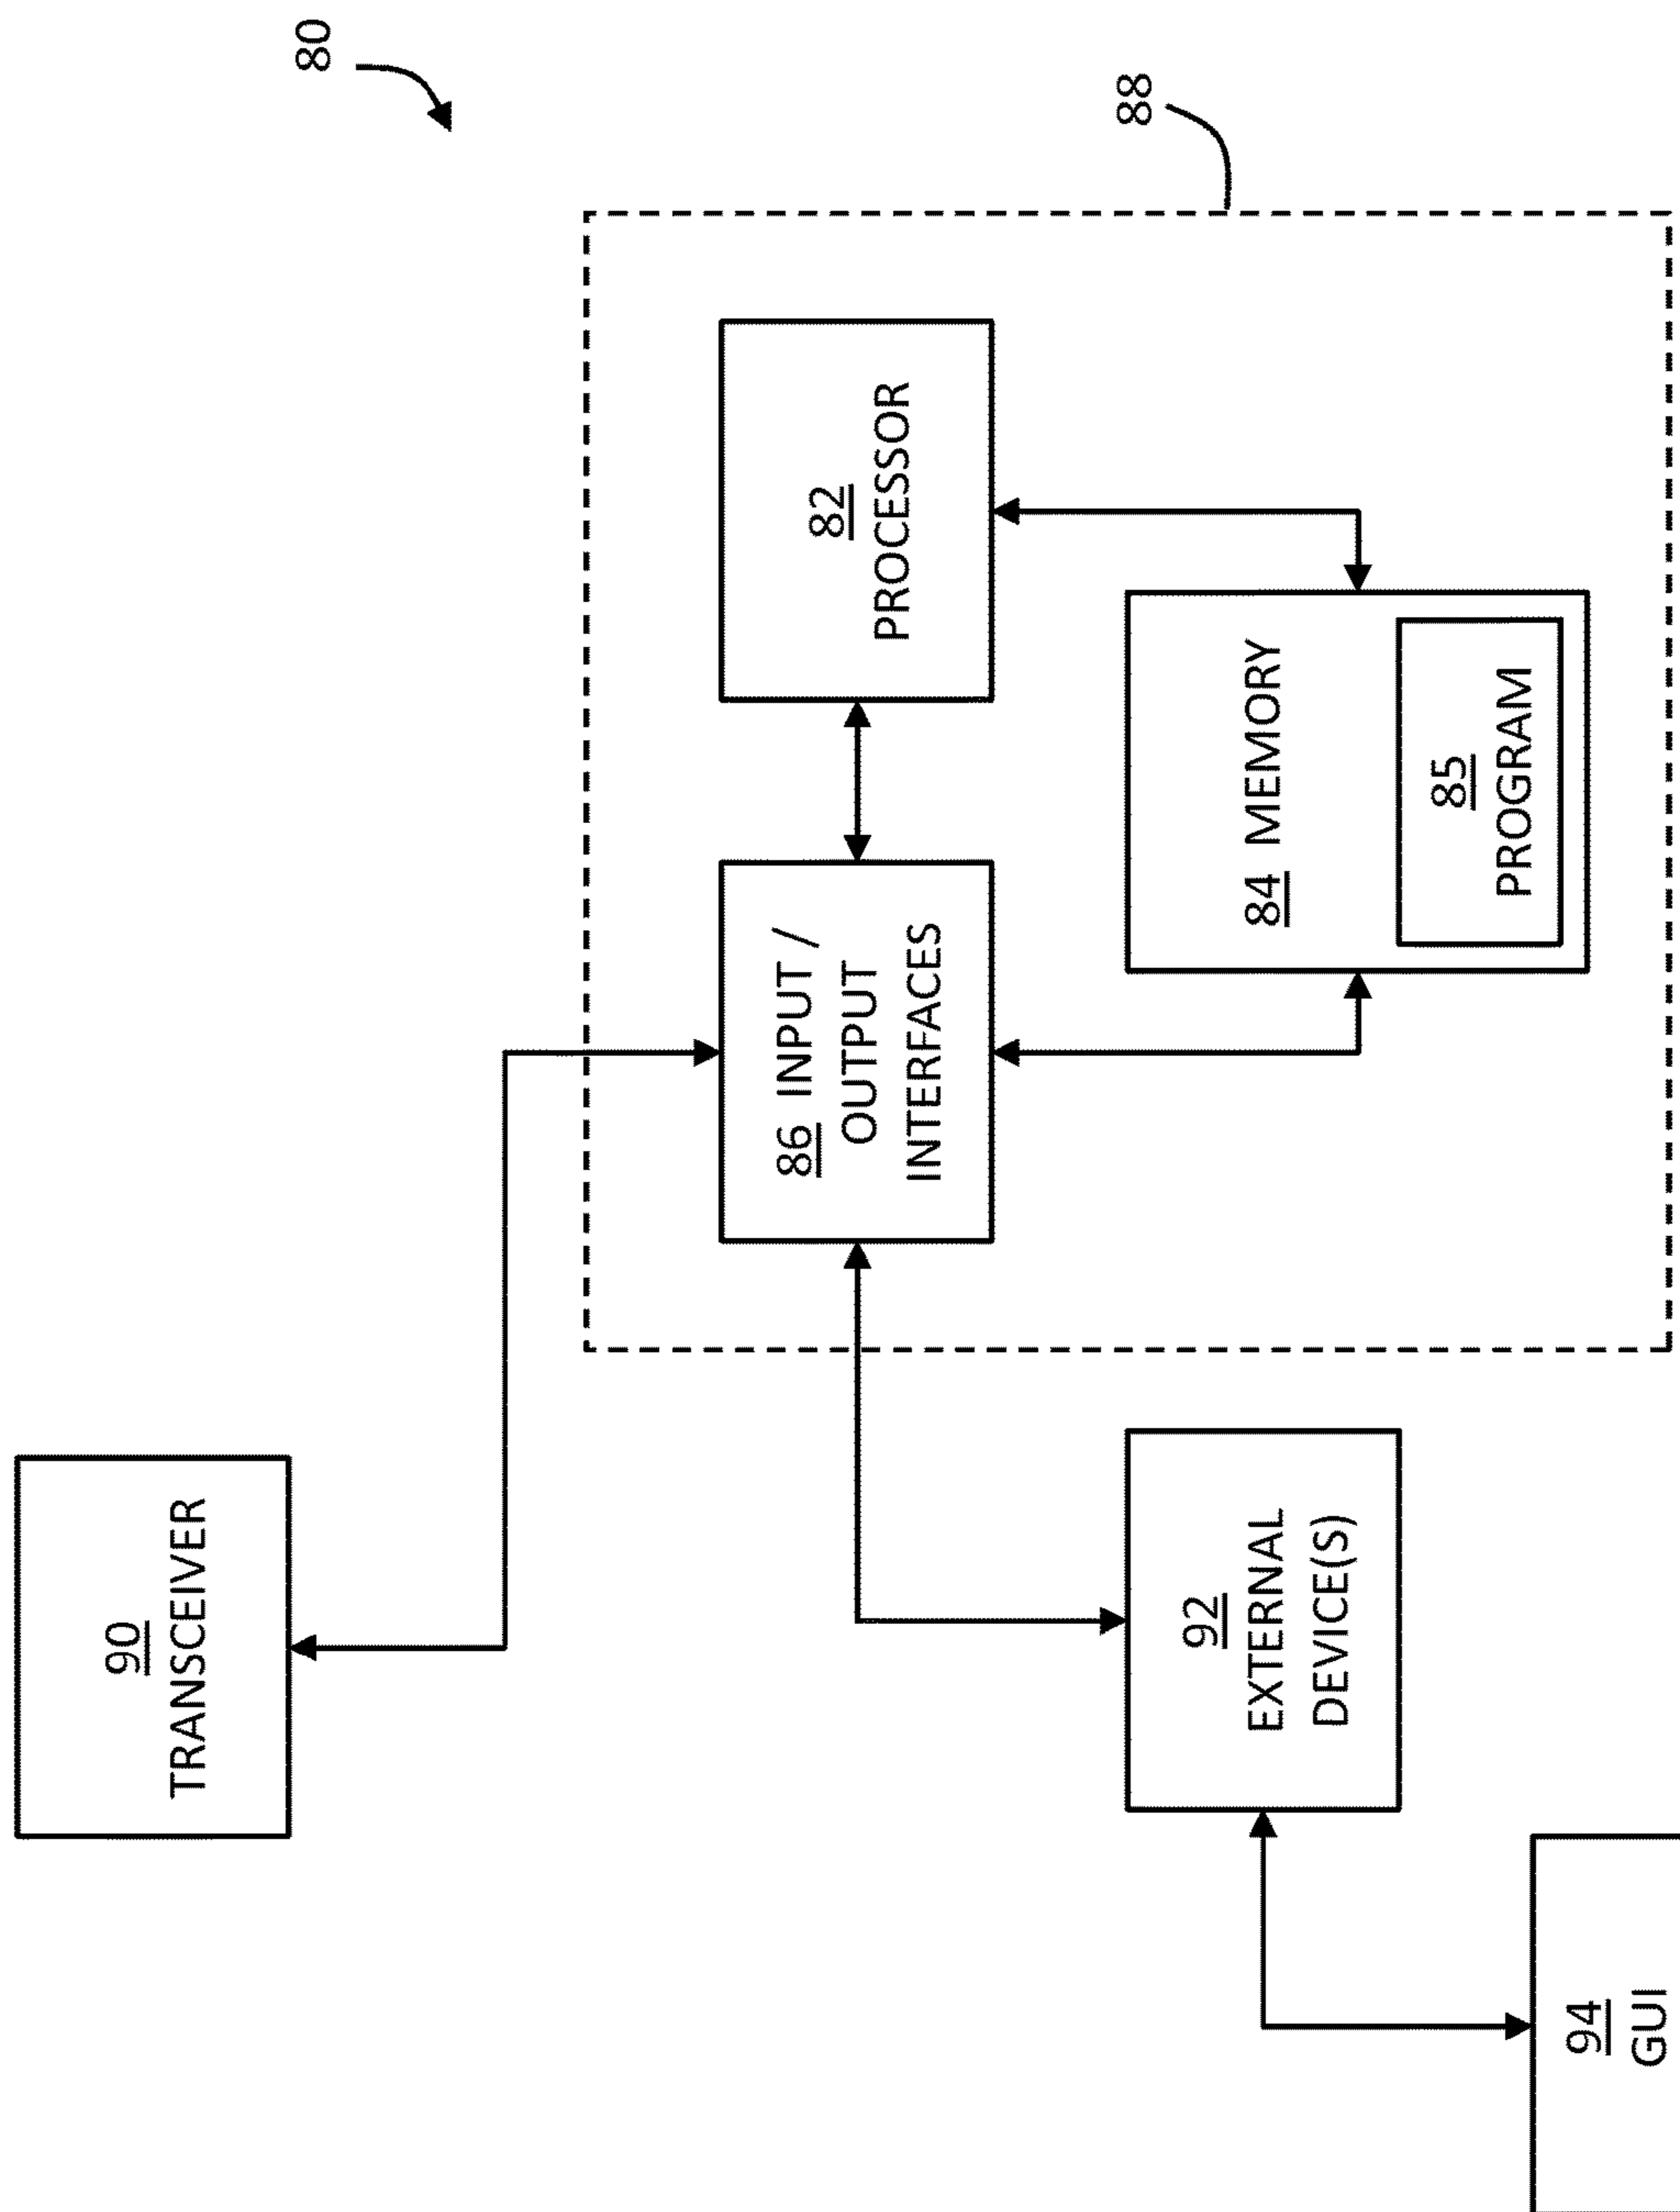 80
88
90
TRANSCEIVER
86 INPUT /
OUTPUT
INTERFACES
82
PROCESSOR
92
EXTERNAL
DEVICE(S)
84 MEMORY
85
PROGRAM
94
GUI